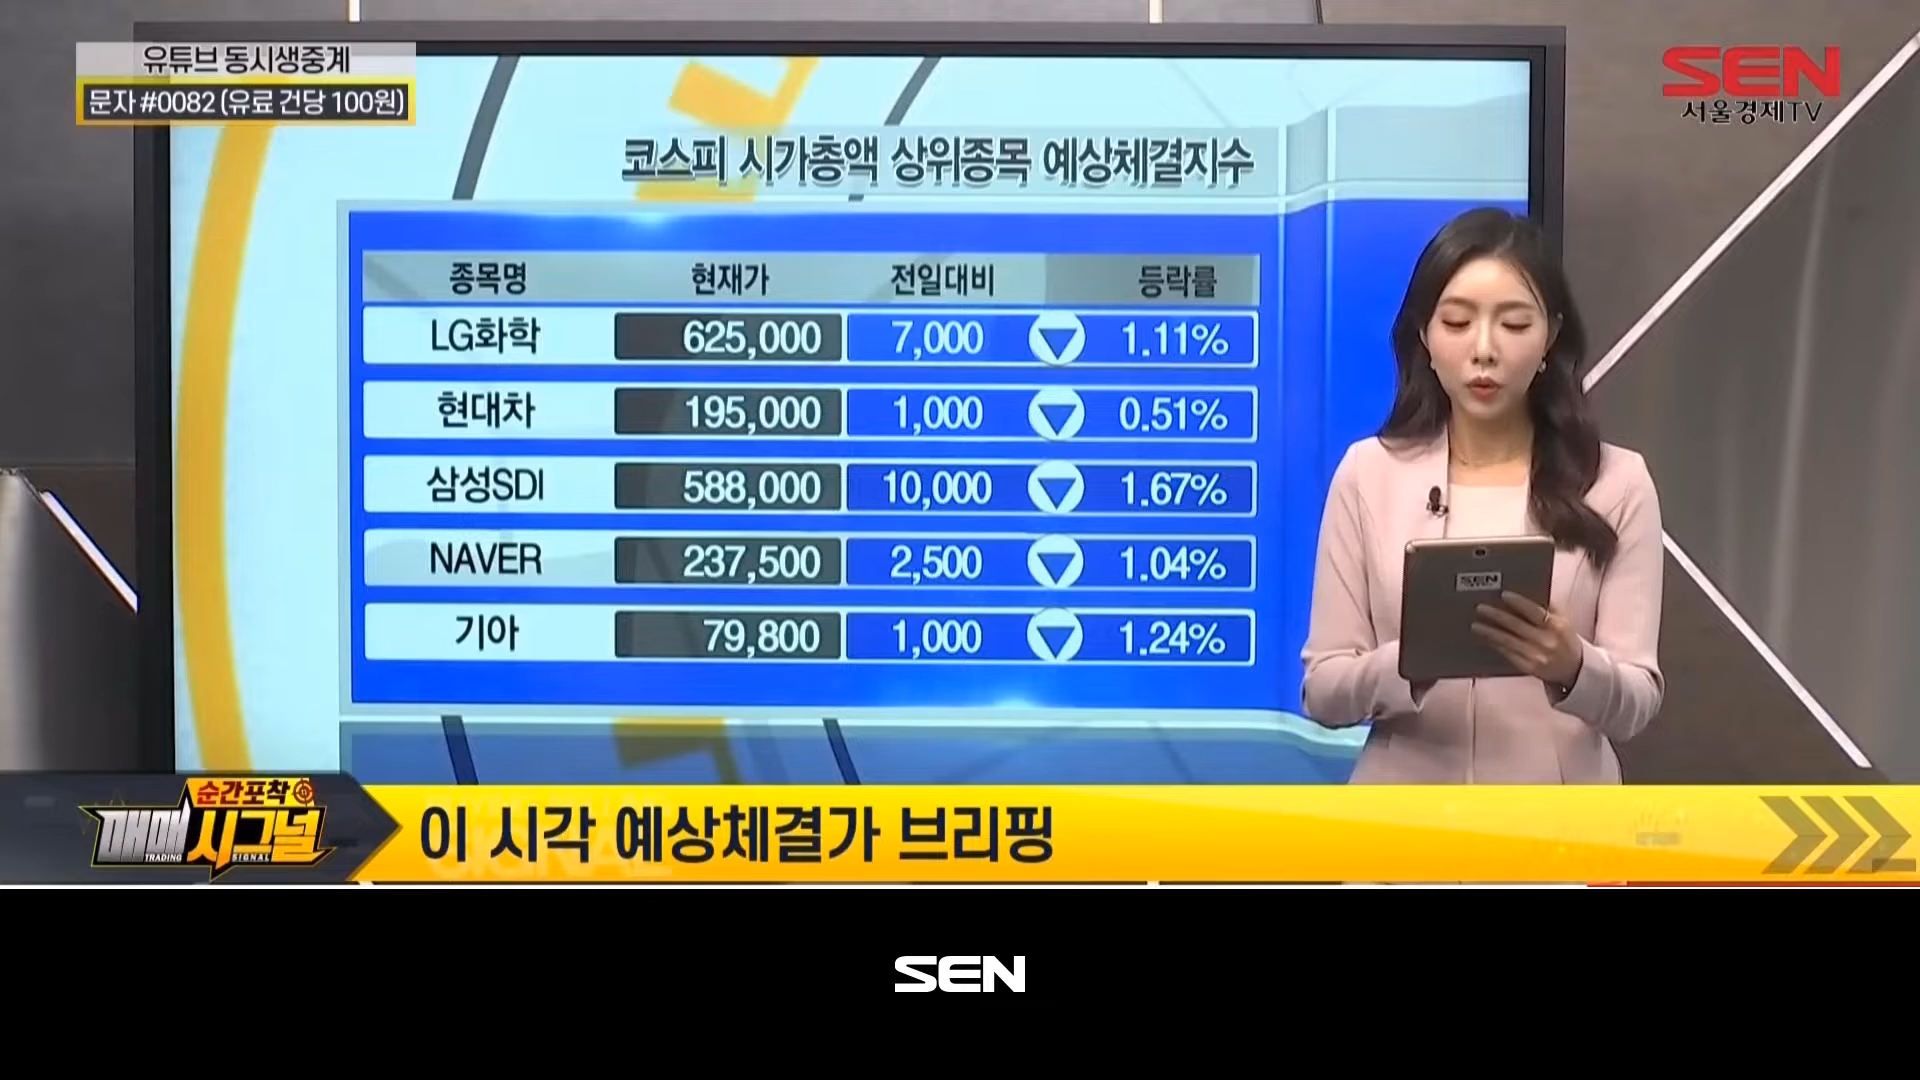 유튜브 동시생중계
문자 #0082 (유료 건당 100원)
SEN
서울경제TV
코스피 시가총액 상위종목 예상체결지수
종목명 현재가 전일대비 등락률
LG화학 625,000 7,000 ▼ 1.11%
현대차 195,000 1,000 ▼ 0.51%
삼성SDI 588,000 10,000 ▼ 1.67%
NAVER 237,500 2,500 ▼ 1.04%
기아 79,800 1,000 ▼ 1.24%
SEN
순간포착
매매 시그널
TRADING SIGNAL
이 시각 예상체결가 브리핑
SEN